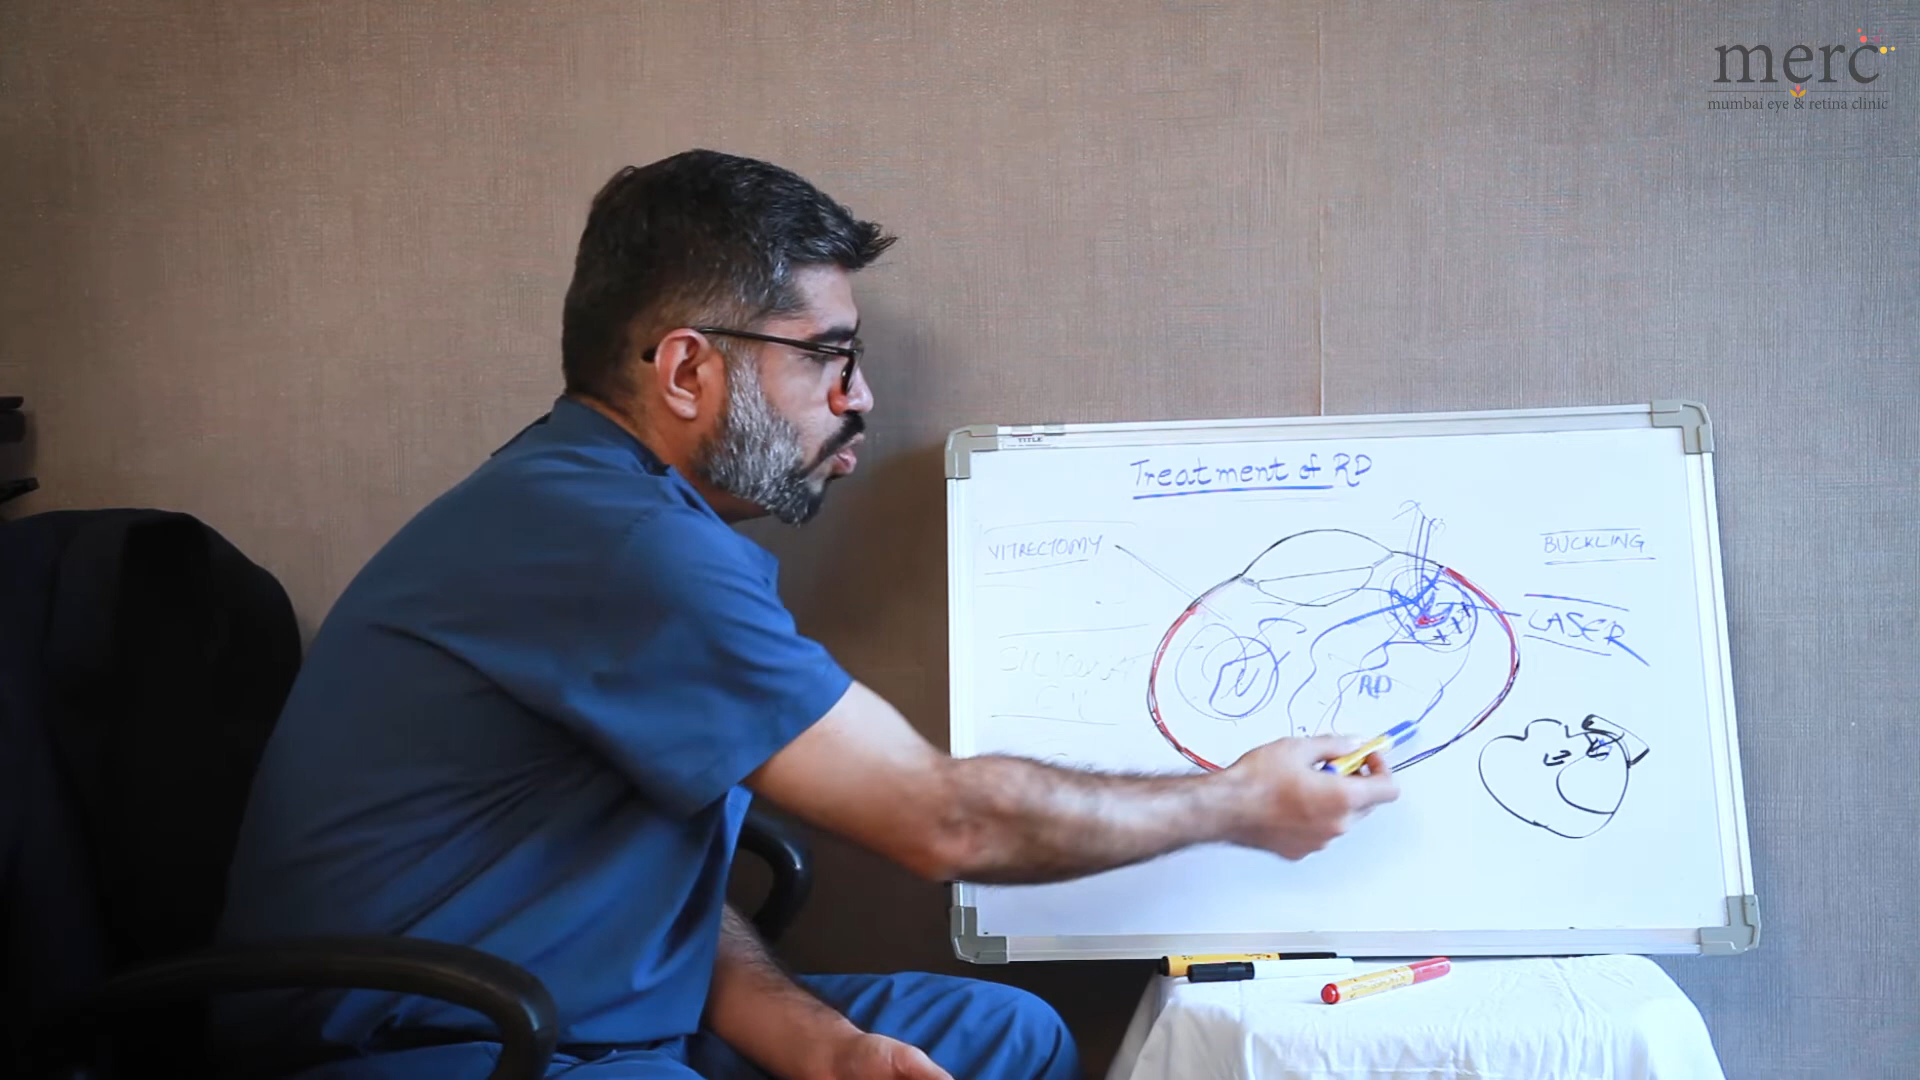 merc
mumbai eye & retina clinic
TITLE
Treatment of RD
VITRECTOMY
BUCKLING
LASER
RD